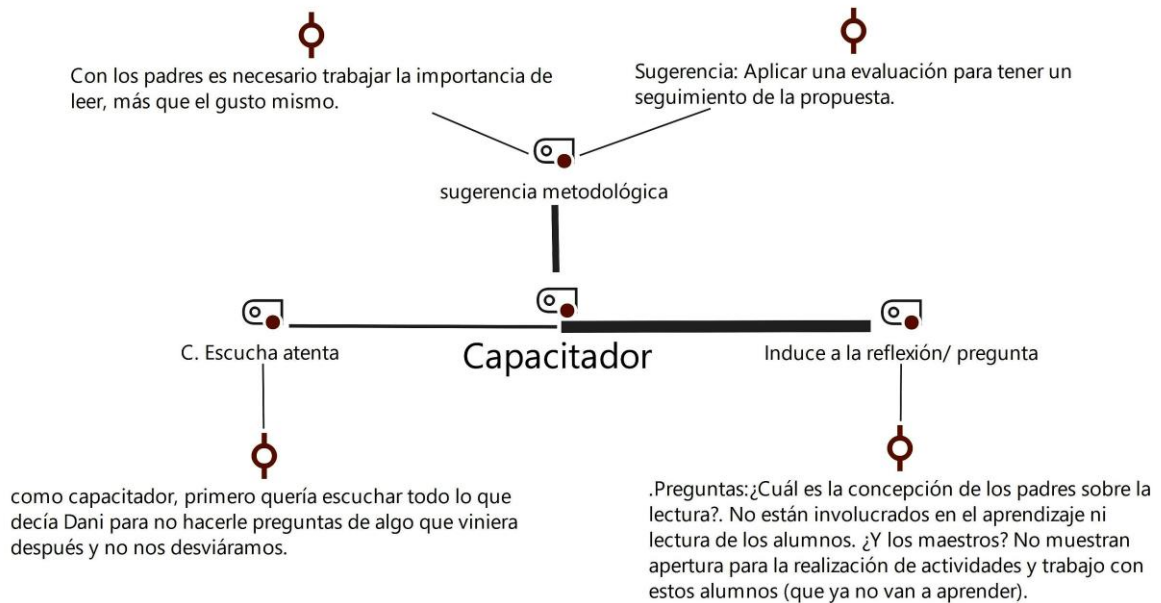 Con los padres es necesario trabajar la importancia de
leer, más que el gusto mismo.
Sugerencia: Aplicar una evaluación para tener un
seguimiento de la propuesta.
sugerencia metodológica
C. Escucha atenta
Capacitador
Induce a la reflexión/ pregunta
como capacitador, primero quería escuchar todo lo que
decía Dani para no hacerle preguntas de algo que viniera
después y no nos desviáramos.
.Preguntas:¿Cuál es la concepción de los padres sobre la
lectura?. No están involucrados en el aprendizaje ni
lectura de los alumnos. ¿Y los maestros? No muestran
apertura para la realización de actividades y trabajo con
estos alumnos (que ya no van a aprender).